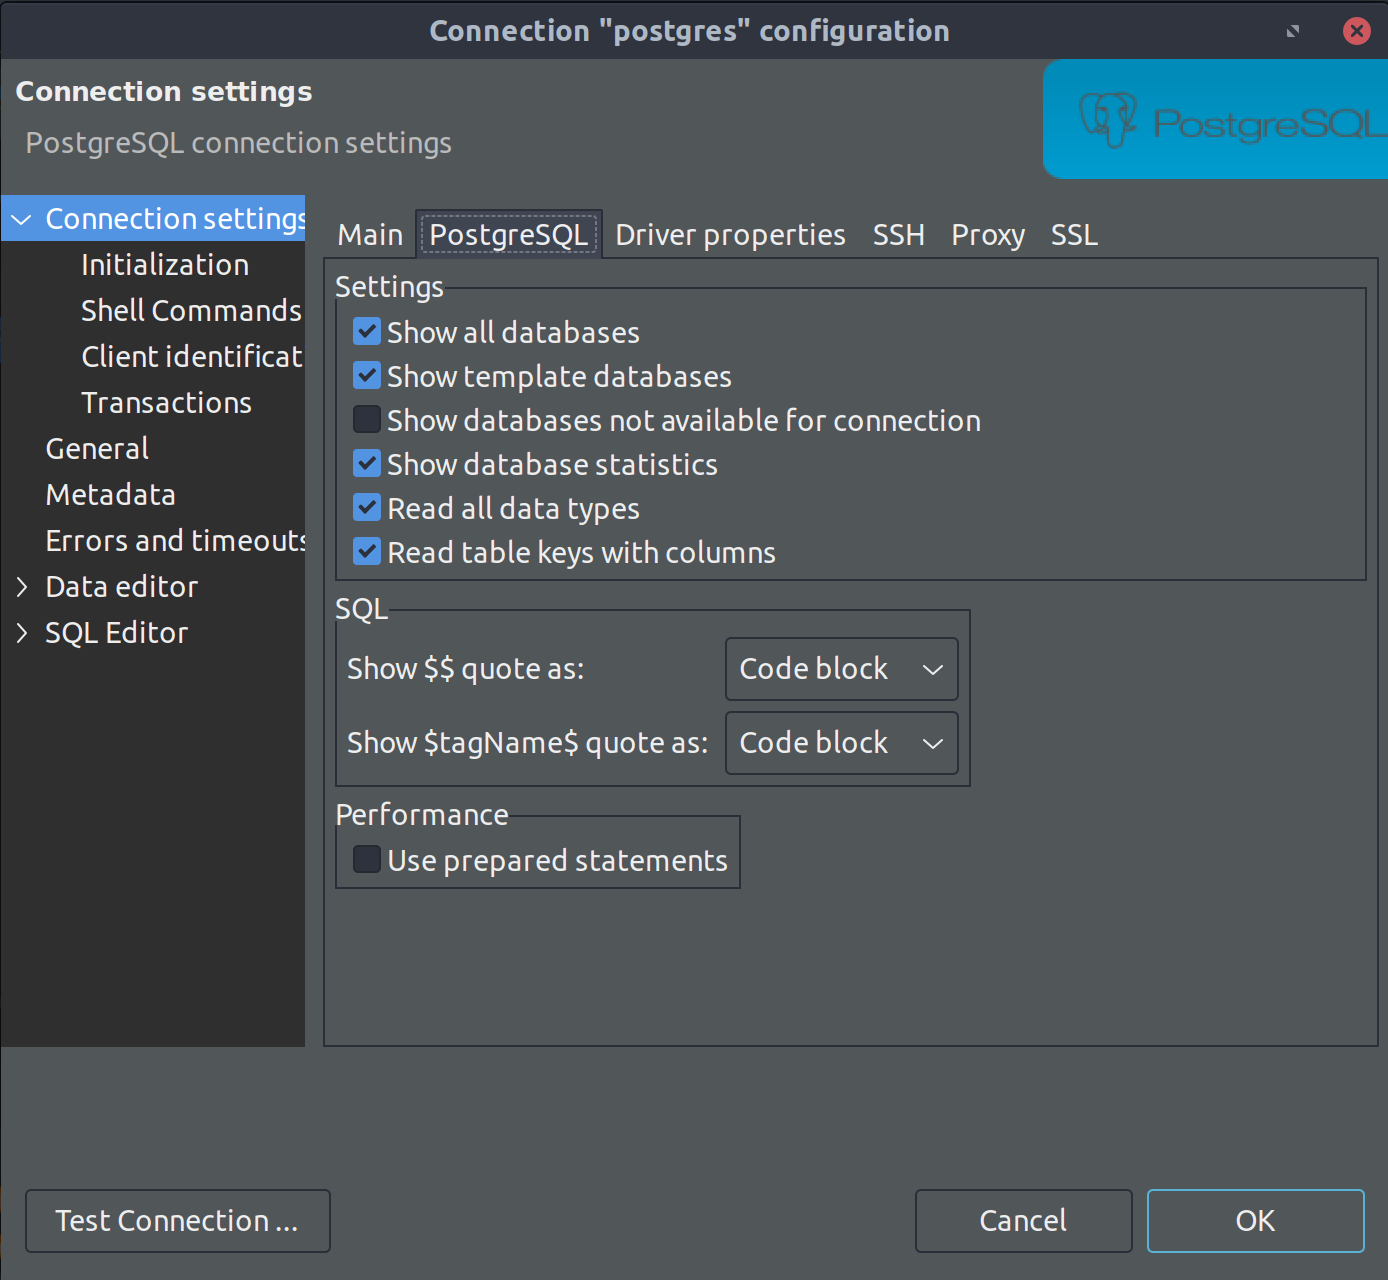 Connection "postgres" configuration
Connection settings
PostgreSQL connection settings
PostgreSQL
Connection settings
Initialization
Shell Commands
Client identificat
Transactions
General
Metadata
Errors and timeouts
Data editor
SQL Editor
Main PostgreSQL Driver properties SSH Proxy SSL
Settings
Show all databases
Show template databases
Show databases not available for connection
Show database statistics
Read all data types
Read table keys with columns
SQL
Show $$ quote as: Code block
Show $tagName$ quote as: Code block
Performance
Use prepared statements
Test Connection ... Cancel OK